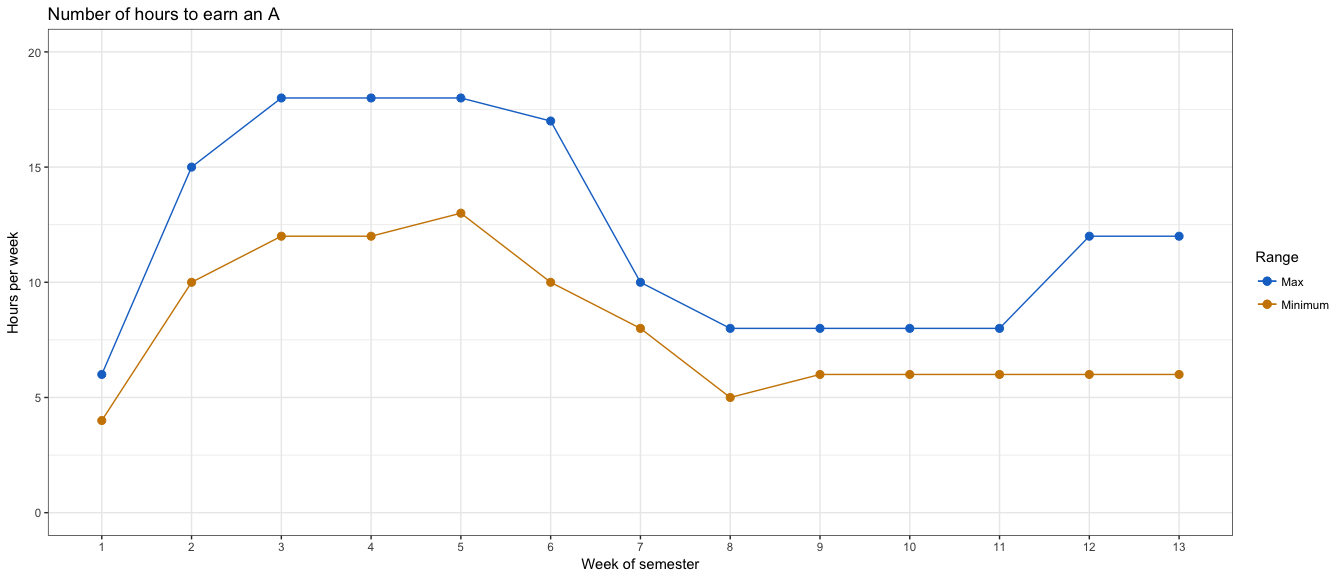 Number of hours to earn an A
Hours per week
20
15
10
5
0
1 2 3 4 5 6 7 8 9 10 11 12 13
Week of semester
Range
Max
Minimum